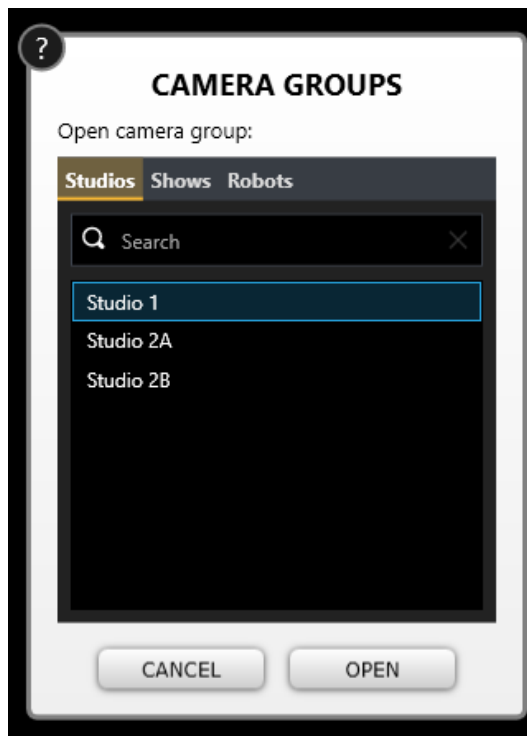 ?
CAMERA GROUPS
Open camera group:
Studios Shows Robots
Search
Studio 1
Studio 2A
Studio 2B
CANCEL OPEN